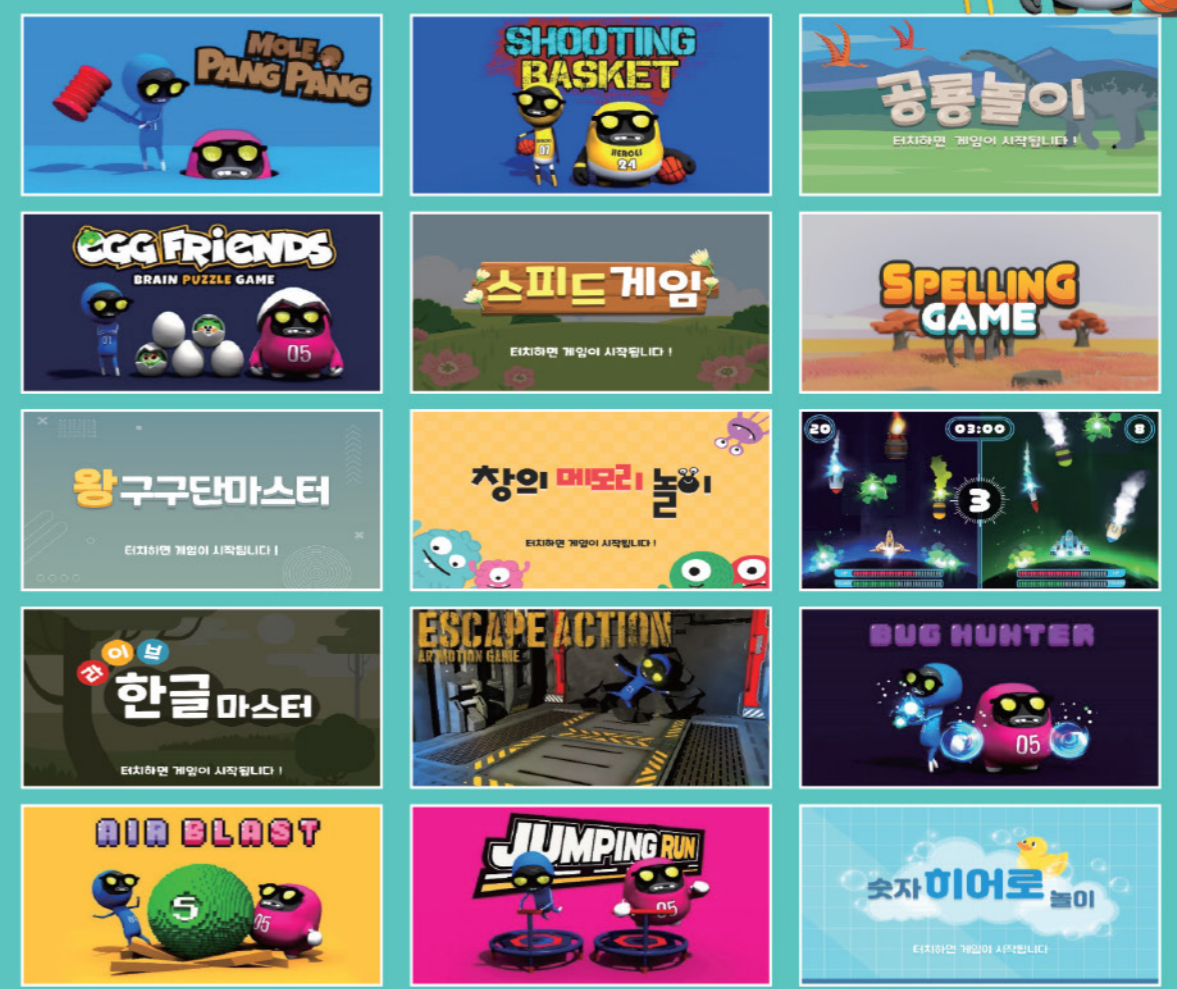 MOLE
PANG PANG
SHOOTING
BASKET
HEROES
07
HEROES
24
공룡놀이
터치하면 게임이 시작됩니다 !
EGG FRIENDS
BRAIN PUZZLE GAME
01
05
스피드게임
터치하면 게임이 시작됩니다 !
SPELLING
GAME
왕구구단마스터
터치하면 게임이 시작됩니다 !
창의 메모리 놀이
터치하면 게임이 시작됩니다 !
20
03:00
8
3
라이브
한글마스터
터치하면 게임이 시작됩니다 !
ESCAPE ACTION
AR MOTION GAME
BUG HUNTER
05
AIR BLAST
5
05
JUMPING RUN
05
숫자히어로놀이
터치하면 게임이 시작됩니다